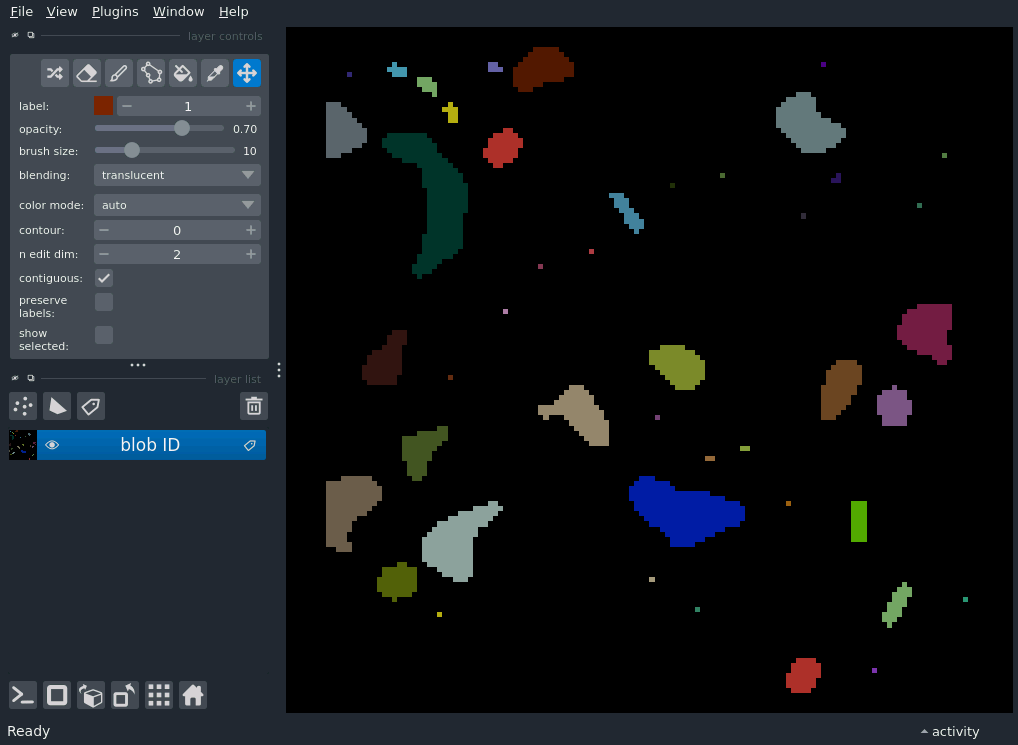 File View Plugins Window Help
layer controls
label: 1
opacity: 0.70
brush size: 10
blending: translucent
color mode: auto
contour: 0
n edit dim: 2
contiguous:
preserve
labels:
show
selected:
layer list
blob ID
Ready
activity